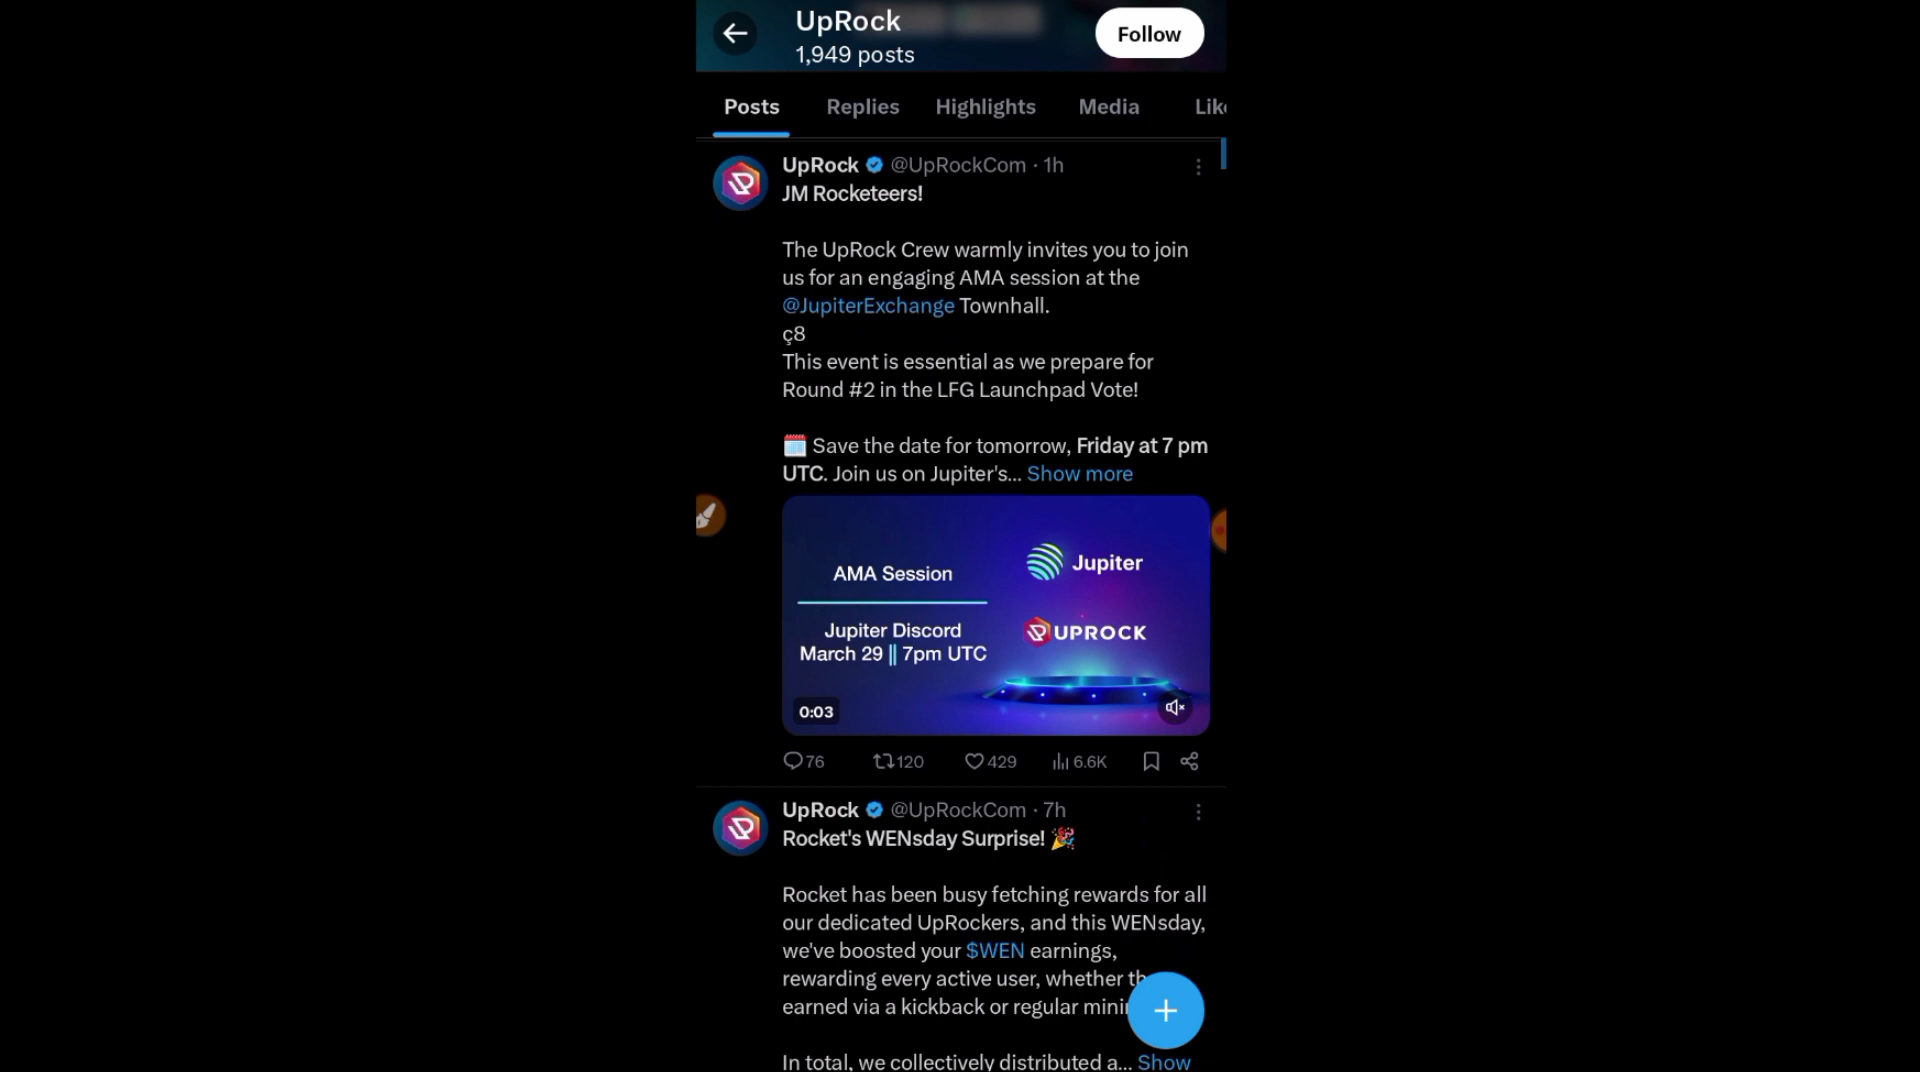 UpRock
1,949 posts
Follow
Posts Replies Highlights Media Lik
UpRock @UpRockCom · 1h
JM Rocketeers!
The UpRock Crew warmly invites you to join
us for an engaging AMA session at the
@JupiterExchange Townhall.
ç8
This event is essential as we prepare for
Round #2 in the LFG Launchpad Vote!
Save the date for tomorrow, Friday at 7 pm
UTC. Join us on Jupiter's... Show more
AMA Session
Jupiter Discord
March 29 || 7pm UTC
Jupiter
UPROCK
0:03
76 120 429 6.6K
UpRock @UpRockCom · 7h
Rocket's WENsday Surprise! 🎉
Rocket has been busy fetching rewards for all
our dedicated UpRockers, and this WENsday,
we've boosted your $WEN earnings,
rewarding every active user, whether th
earned via a kickback or regular mini
In total, we collectively distributed a... Show